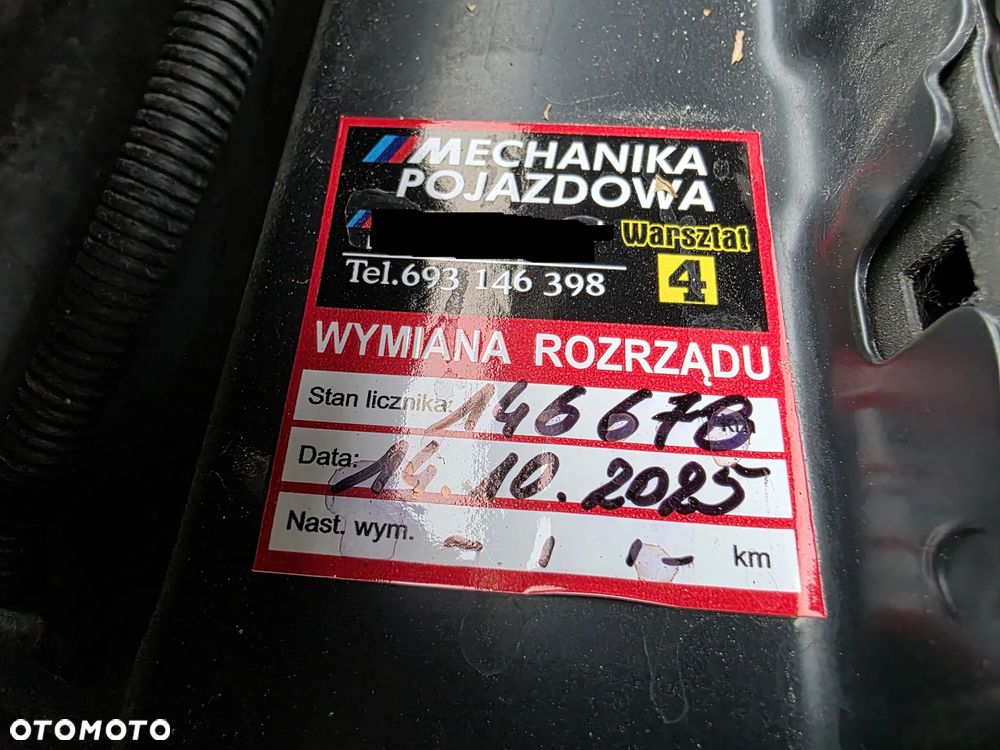 MECHANIKA
POJAZDOWA
Warsztat
4
Tel.693 146 398
WYMIANA ROZRZĄDU
Stan licznika: 146 678 km
Data: 14.10.2025
Nast. wym. - ı ı - km
OTOMOTO